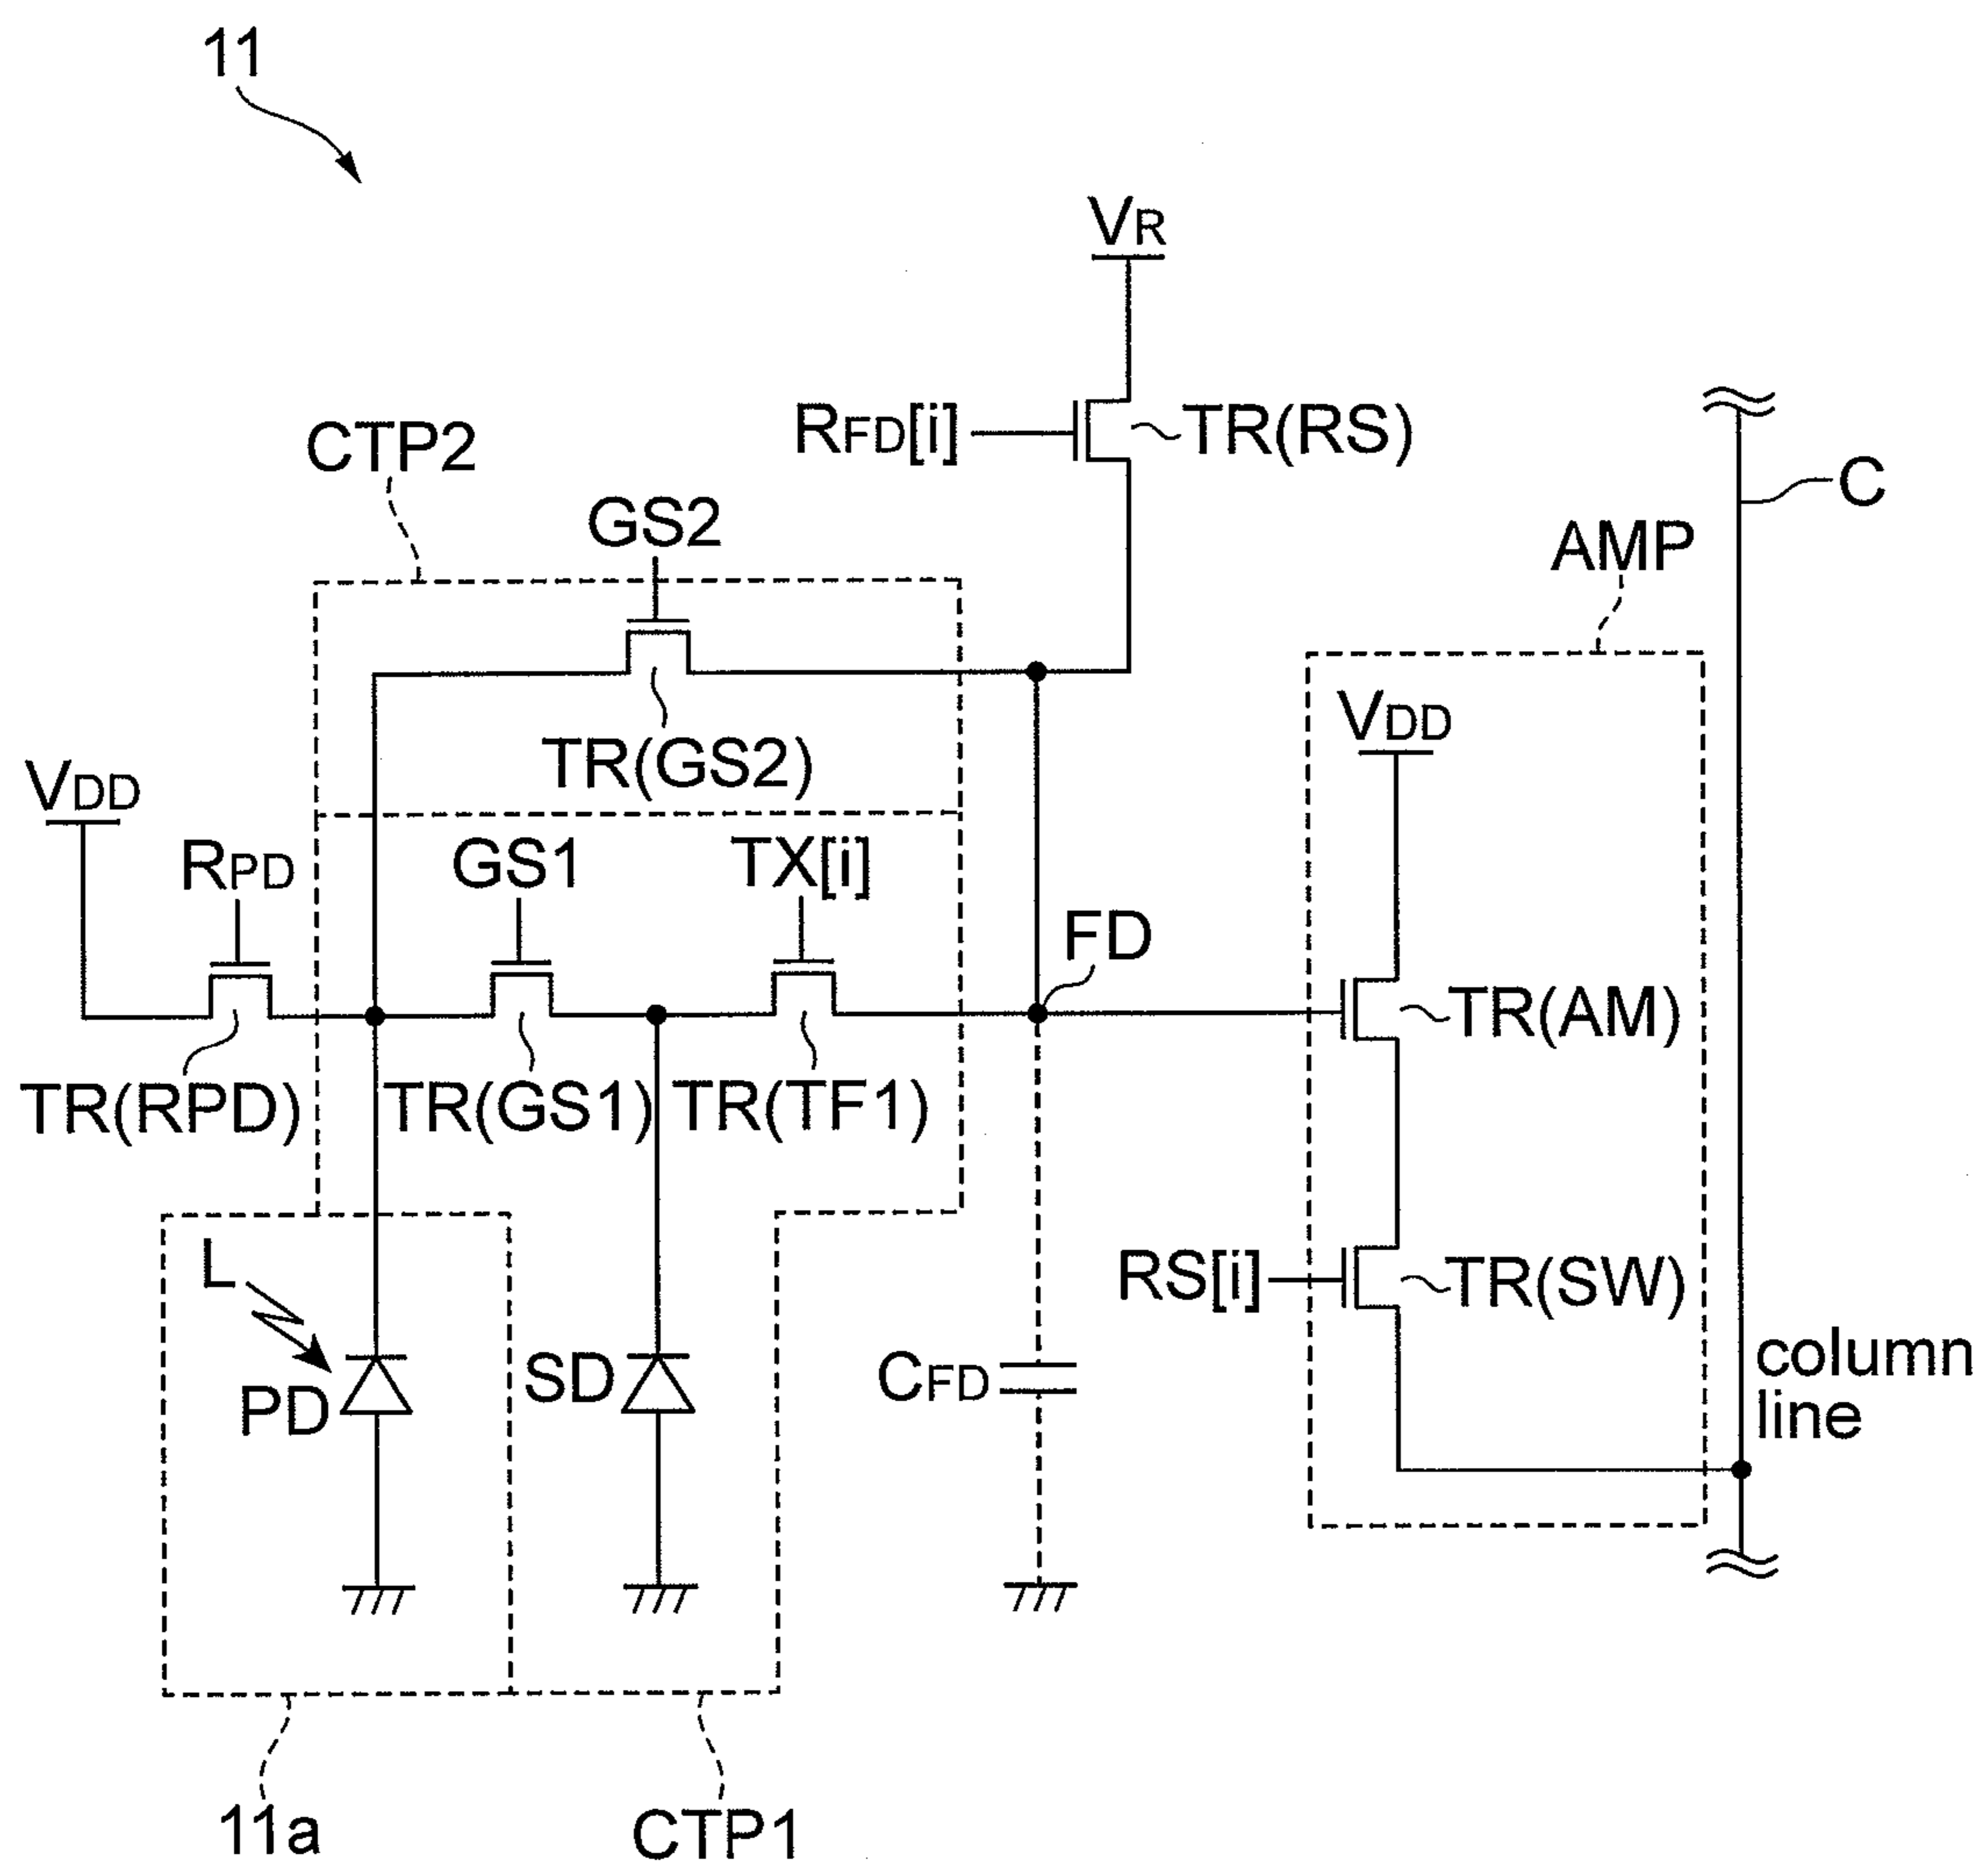 11
VR
RFD[i]
TR(RS)
CTP2
C
GS2
AMP
VDD
TR(GS2)
VDD
RPD
GS1
TX[i]
FD
TR(AM)
TR(RPD)
TR(GS1)
TR(TF1)
L
RS[i]
TR(SW)
column
line
PD
SD
CFD
11a
CTP1